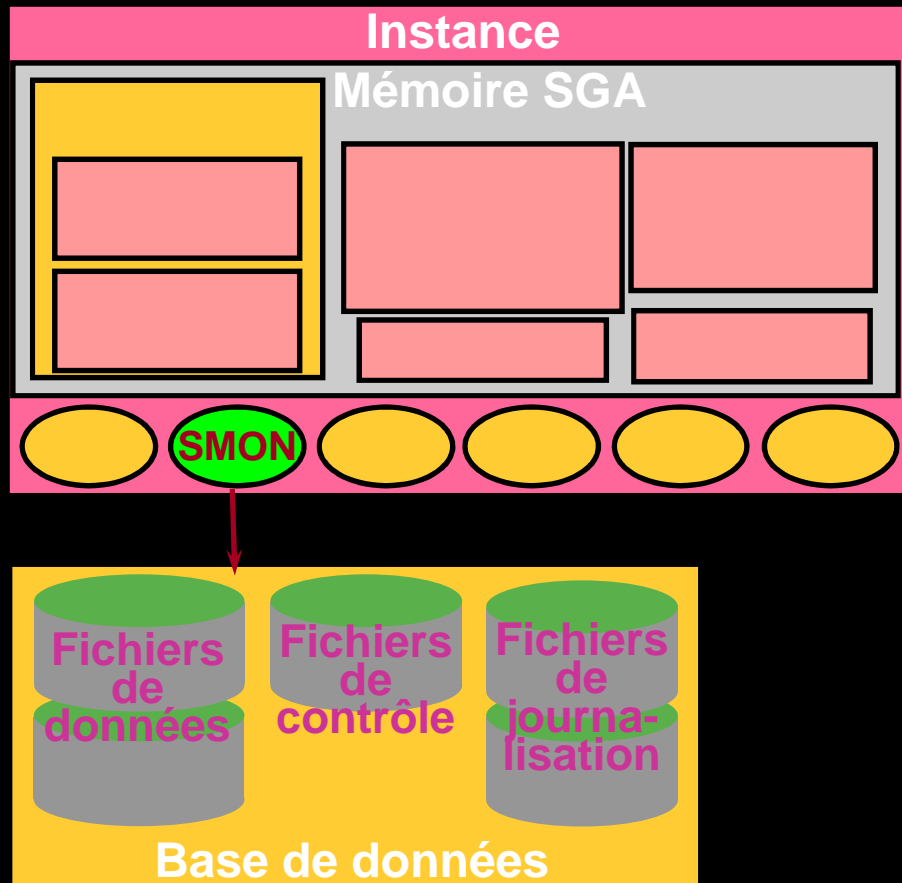 Instance
Mémoire SGA
SMON
Fichiers
de
données
Fichiers
de
contrôle
Fichiers
de
journa-
lisation
Base de données